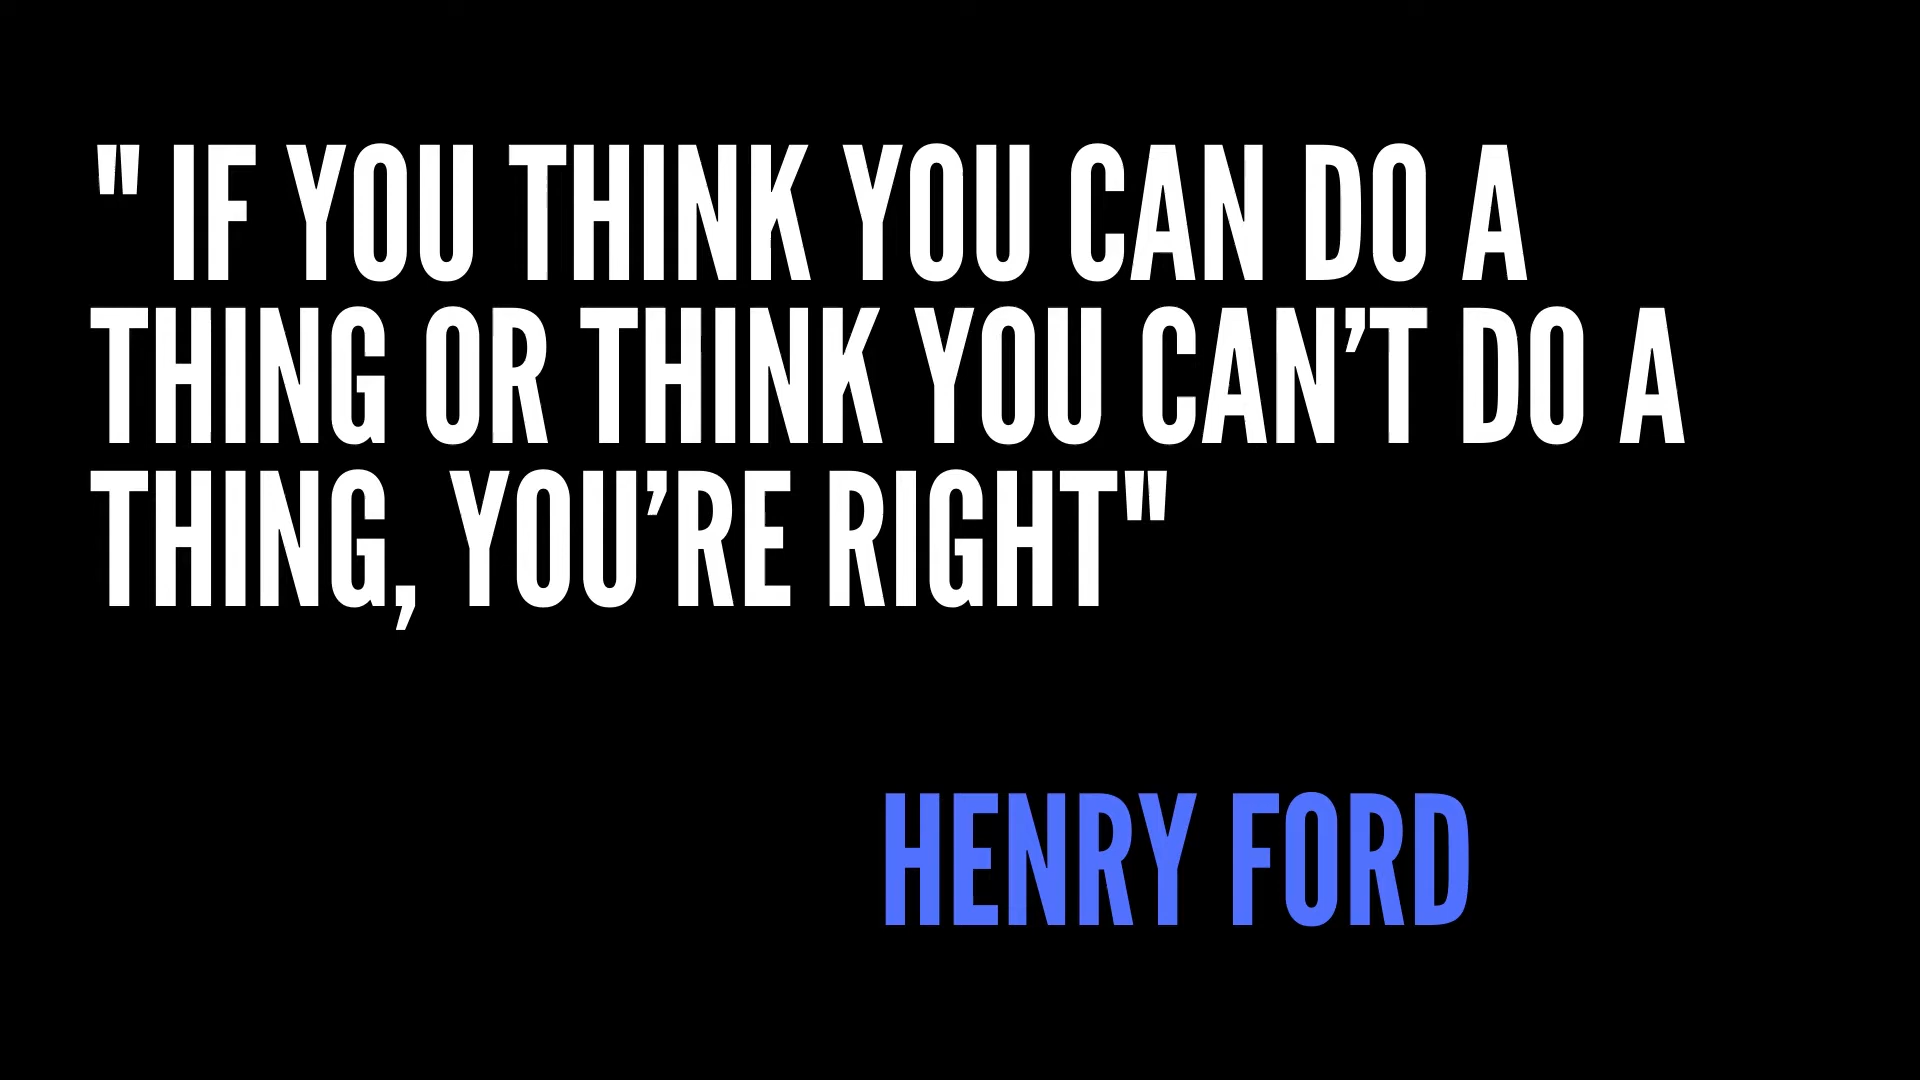 " IF YOU THINK YOU CAN DO A
THING OR THINK YOU CAN’T DO A
THING, YOU’RE RIGHT"
HENRY FORD